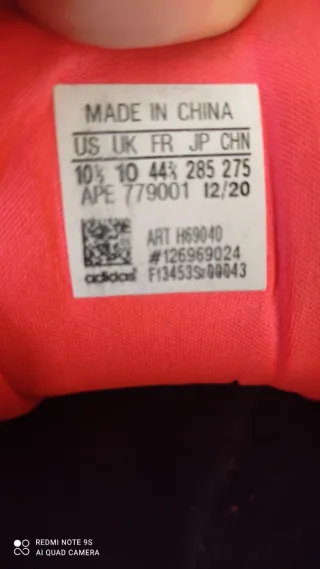 MADE IN CHINA
US UK FR JP CHN
10½ 10 44⅔ 285 275
APE 779001 12/20
ART H69040
#126969024
adidas F13453Sr00043
REDMI NOTE 9S
AI QUAD CAMERA